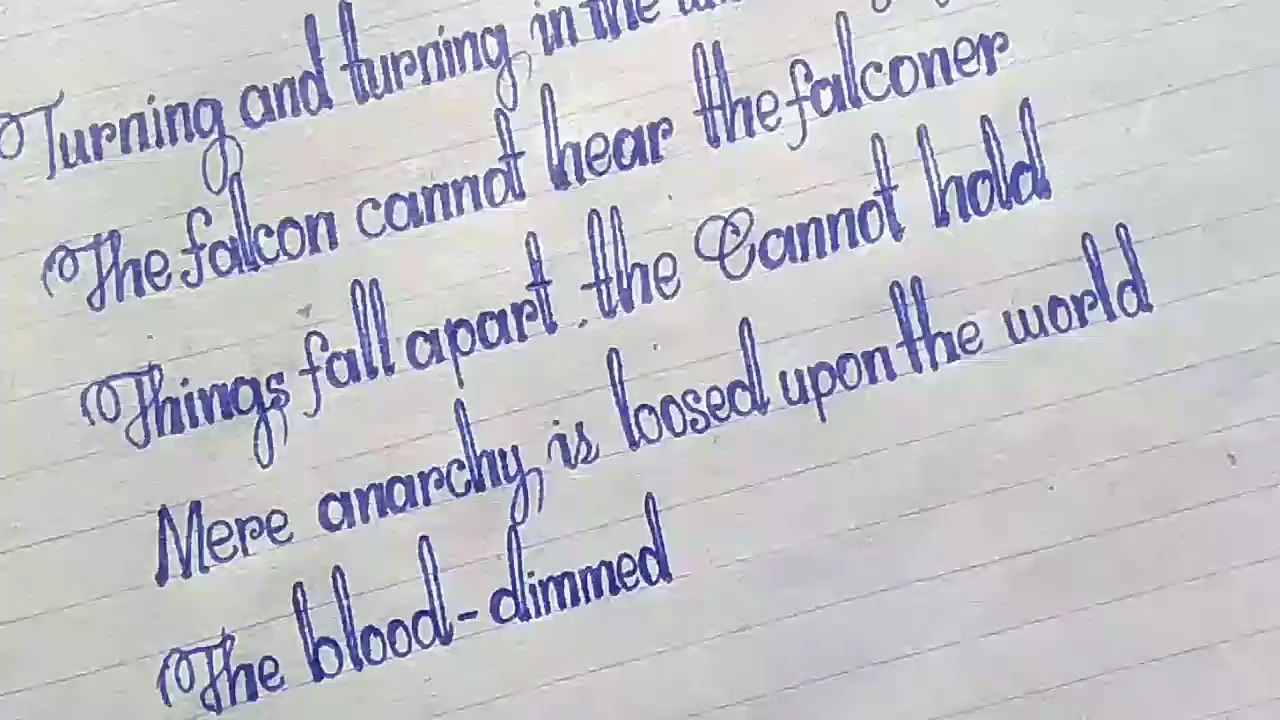 Turning and turning in the
The falcon cannot hear the falconer
Things fall apart . the Cannot hold
Mere anarchy is loosed upon the world
The blood-dimmed